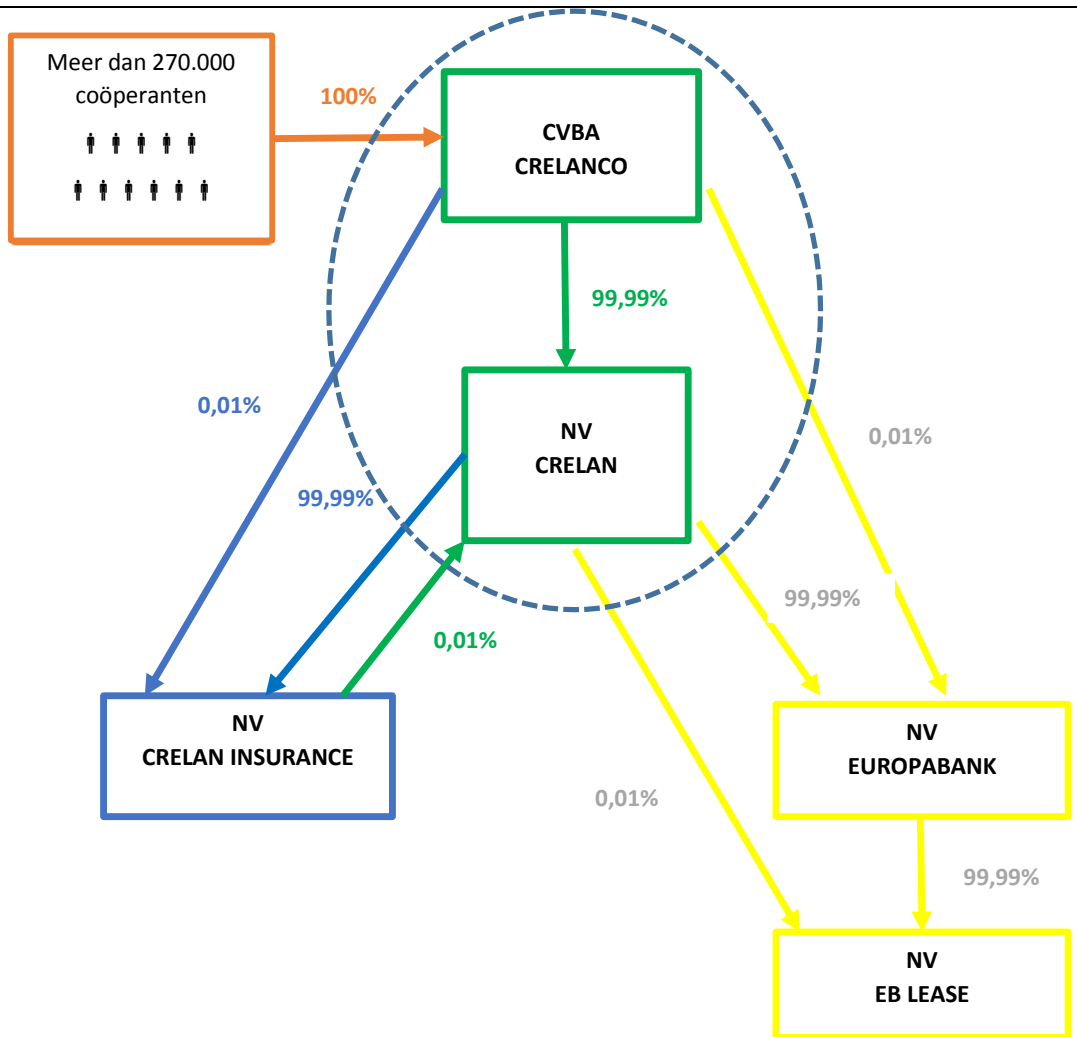 Meer dan 270.000
coöperanten
100%
CVBA
CRELANCO
99,99%
0,01%
NV
CRELAN
0,01%
99,99%
99,99%
0,01%
NV
CRELAN INSURANCE
NV
EUROPABANK
0,01%
99,99%
NV
EB LEASE